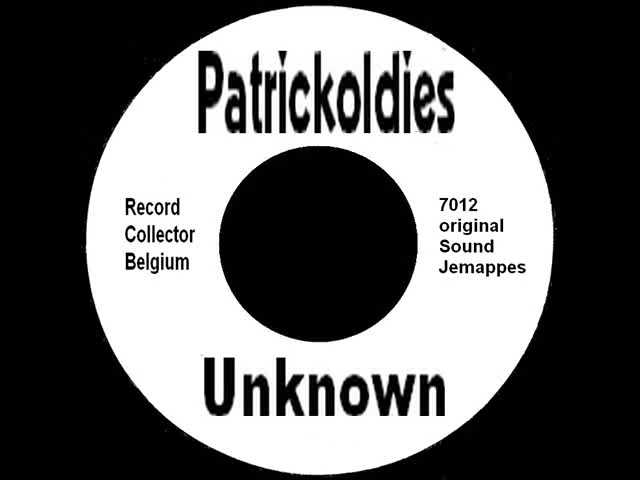 Patrickoldies
Record
Collector
Belgium
7012
original
Sound
Jemappes
Unknown